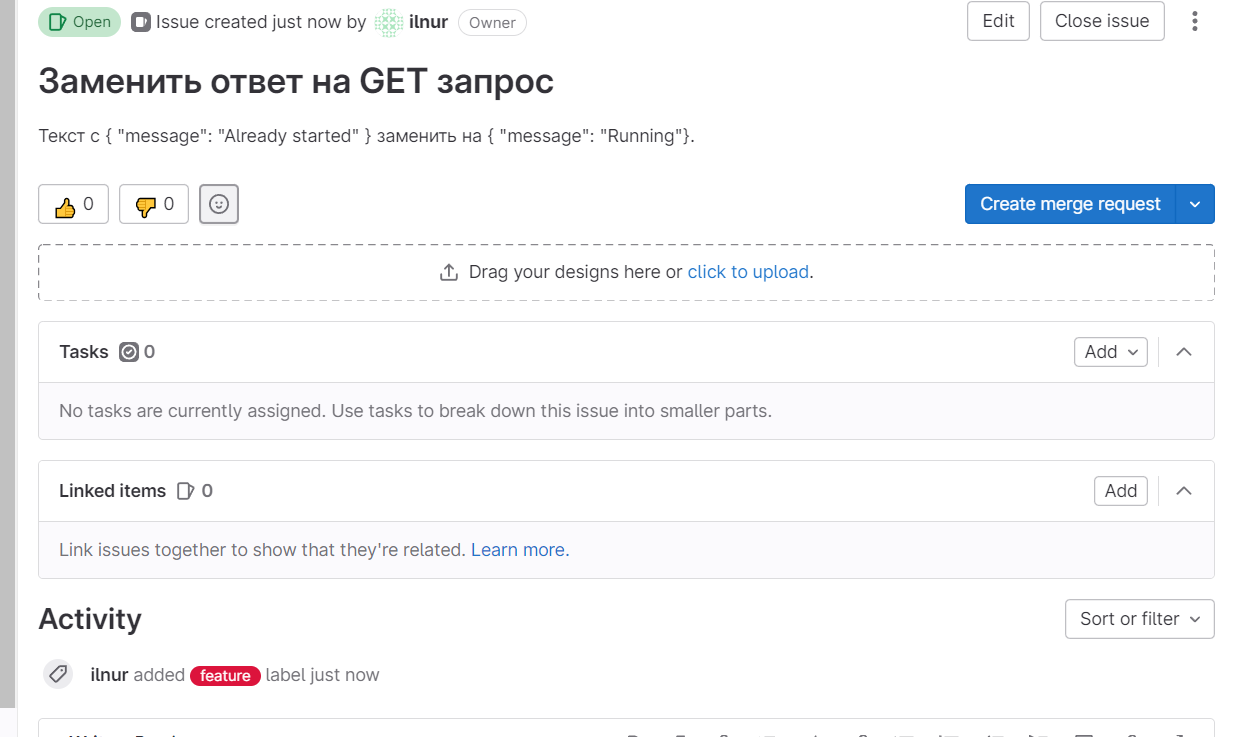 Open Issue created just now by ilnur Owner Edit Close issue
Заменить ответ на GET запрос
Текст с { "message": "Already started" } заменить на { "message": "Running"}.
0 0 Create merge request
Drag your designs here or click to upload.
Tasks 0 Add
No tasks are currently assigned. Use tasks to break down this issue into smaller parts.
Linked items 0 Add
Link issues together to show that they're related. Learn more.
Activity Sort or filter
ilnur added feature label just now